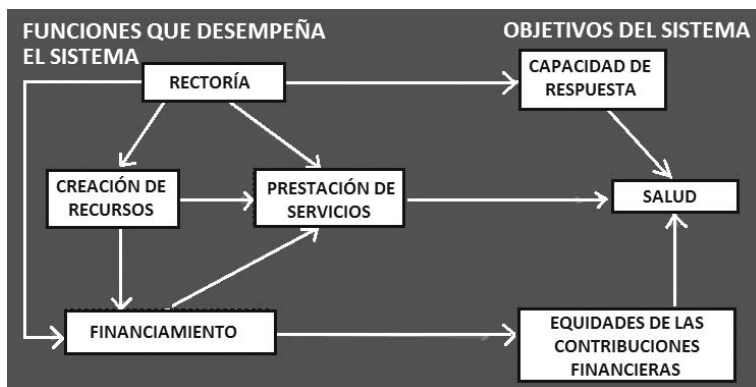 FUNCIONES QUE DESEMPEÑA
EL SISTEMA
OBJETIVOS DEL SISTEMA
RECTORÍA
CAPACIDAD DE
RESPUESTA
CREACIÓN DE
RECURSOS
PRESTACIÓN DE
SERVICIOS
SALUD
FINANCIAMIENTO
EQUIDADES DE LAS
CONTRIBUCIONES
FINANCIERAS